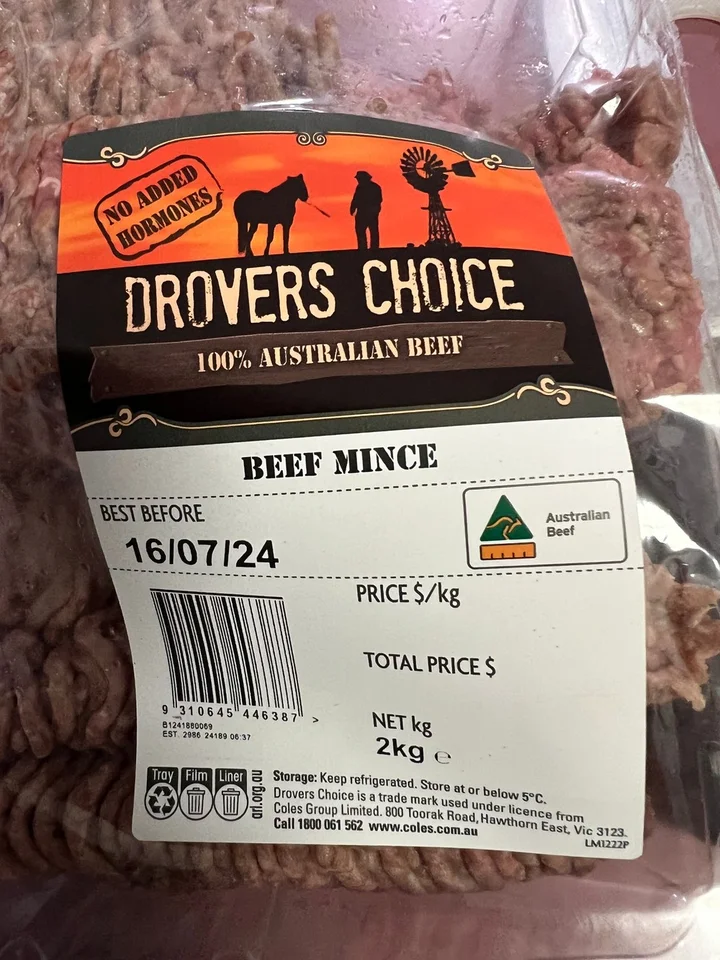 NO ADDED
HORMONES
DROVERS CHOICE
100% AUSTRALIAN BEEF
BEEF MINCE
BEST BEFORE
16/07/24
Australian
Beef
PRICE $/kg
TOTAL PRICE $
NET kg
2kg ℮
9 310645 446387 >
B1241880069
EST. 2986 24189 06:37
Tray Film Liner
arl.org.au
Storage: Keep refrigerated. Store at or below 5°C.
Drovers Choice is a trade mark used under licence from
Coles Group Limited. 800 Toorak Road, Hawthorn East, Vic 3123.
Call 1800 061 562 www.coles.com.au
LM1222P